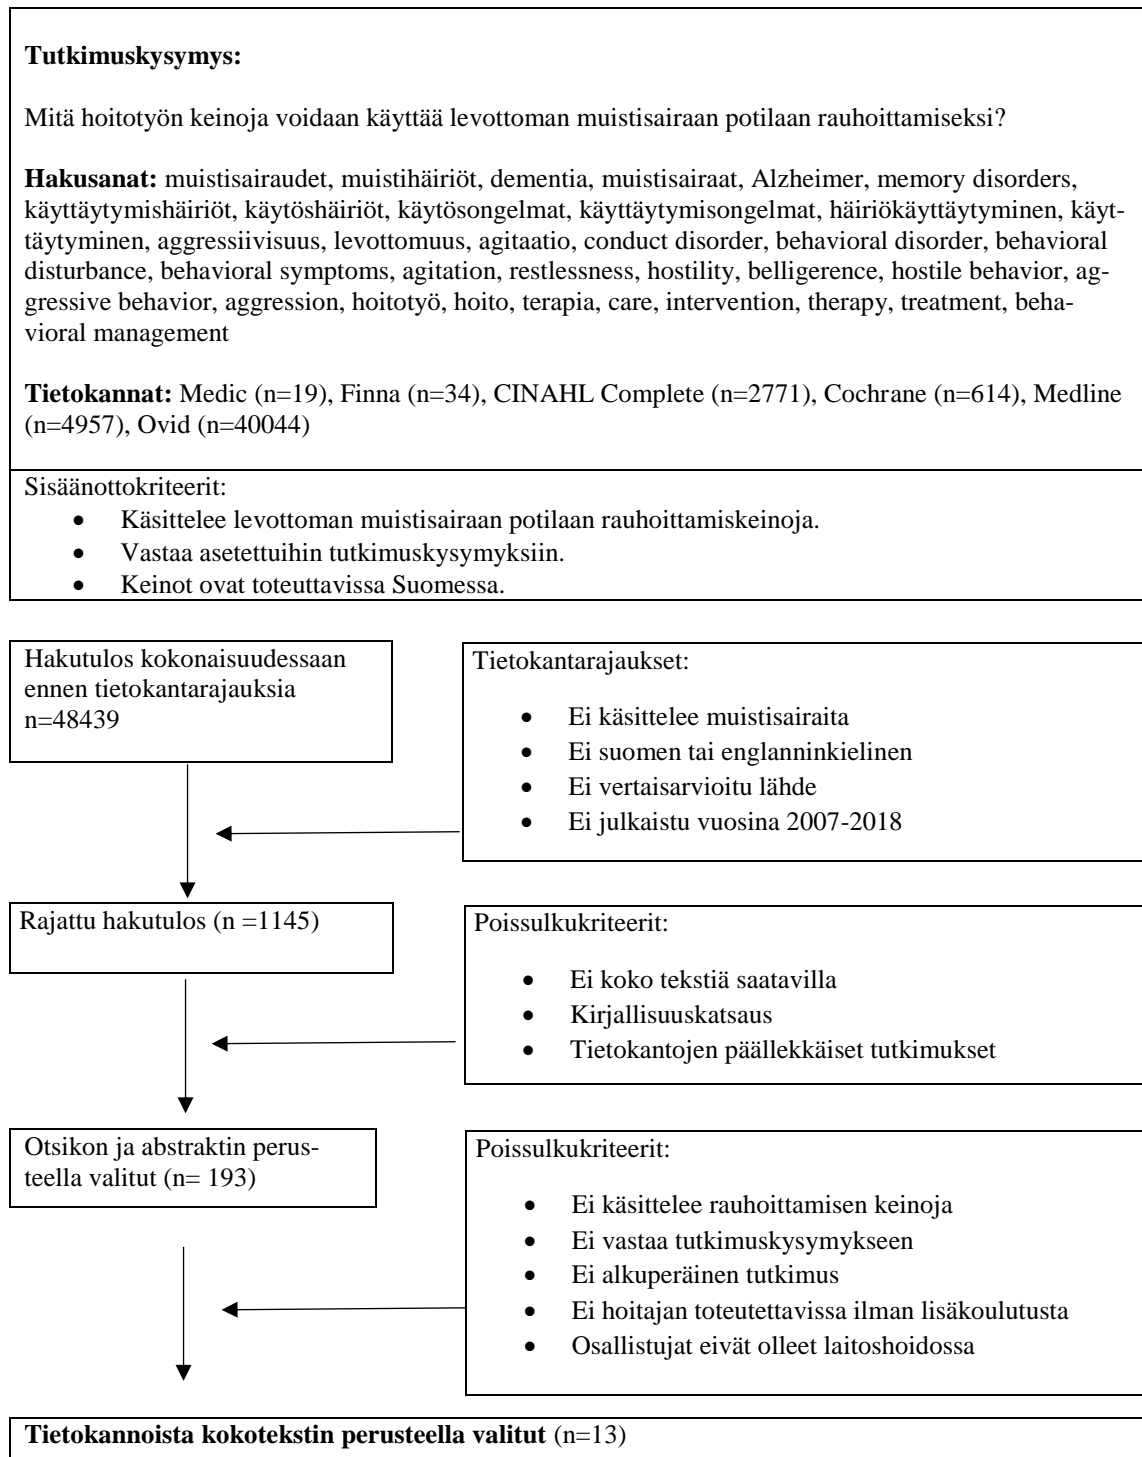 Tutkimuskysymys:
Mitä hoitotyön keinoja voidaan käyttää levottoman muistisairaan potilaan rauhoittamiseksi?
Hakusanat: muistisairaudet, muistihäiriöt, dementia, muistisairaat, Alzheimer, memory disorders,
käyttäytymishäiriöt, käytöshäiriöt, käytösongelmat, käyttäytymisongelmat, häiriökäyttäytyminen, käyt-
täytyminen, aggressiivisuus, levottomuus, agitaatio, conduct disorder, behavioral disorder, behavioral
disturbance, behavioral symptoms, agitation, restlessness, hostility, belligerence, hostile behavior, ag-
gressive behavior, aggression, hoitotyö, hoito, terapia, care, intervention, therapy, treatment, beha-
vioral management
Tietokannat: Medic (n=19), Finna (n=34), CINAHL Complete (n=2771), Cochrane (n=614), Medline
(n=4957), Ovid (n=40044)
Sisäänottokriteerit:
• Käsittelee levottoman muistisairaan potilaan rauhoittamiskeinoja.
• Vastaa asetettuihin tutkimuskysymyksiin.
• Keinot ovat toteuttavissa Suomessa.
Hakutulos kokonaisuudessaan
ennen tietokantarajauksia
n=48439
Tietokantarajaukset:
• Ei käsittelee muistisairaita
• Ei suomen tai englanninkielinen
• Ei vertaisarvioitu lähde
• Ei julkaistu vuosina 2007-2018
Rajattu hakutulos (n =1145)
Poissulkukriteerit:
• Ei koko tekstiä saatavilla
• Kirjallisuuskatsaus
• Tietokantojen päällekkäiset tutkimukset
Otsikon ja abstraktin perus-
teella valitut (n= 193)
Poissulkukriteerit:
• Ei käsittelee rauhoittamisen keinoja
• Ei vastaa tutkimuskysymykseen
• Ei alkuperäinen tutkimus
• Ei hoitajan toteutettavissa ilman lisäkoulutusta
• Osallistujat eivät olleet laitoshoidossa
Tietokannoista kokotekstin perusteella valitut (n=13)